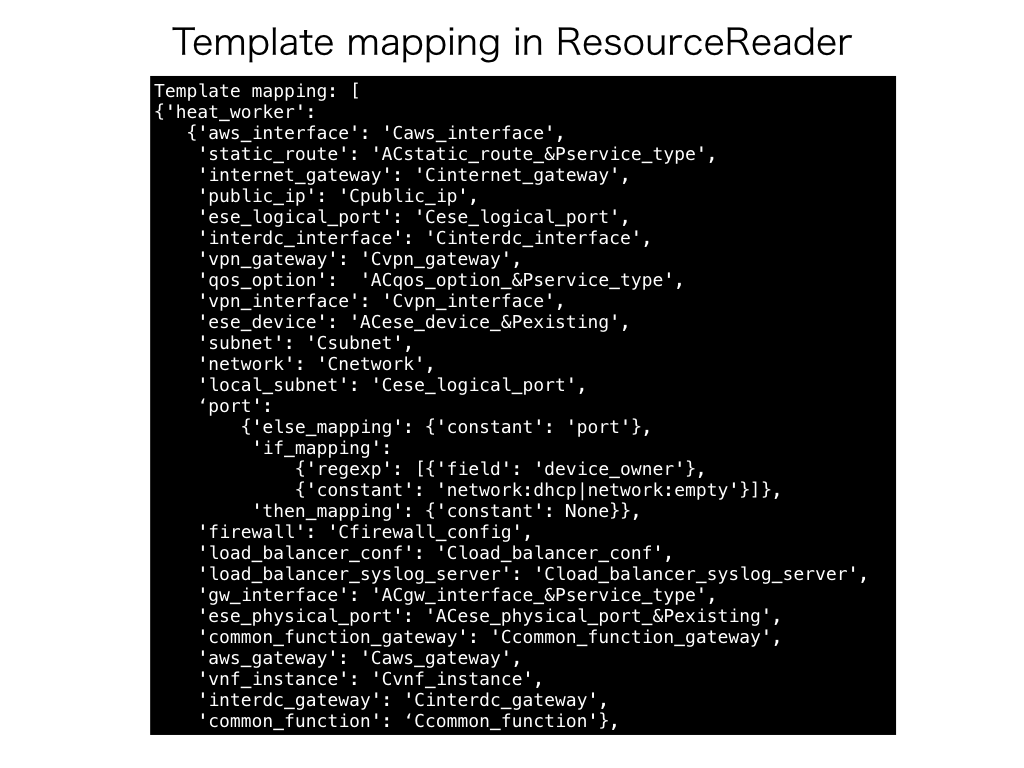 Template mapping in ResourceReader
Template mapping: [
{'heat_worker':
{'aws_interface': 'Caws_interface',
'static_route': 'ACstatic_route_&Pservice_type',
'internet_gateway': 'Cinternet_gateway',
'public_ip': 'Cpublic_ip',
'ese_logical_port': 'Cese_logical_port',
'interdc_interface': 'Cinterdc_interface',
'vpn_gateway': 'Cvpn_gateway',
'qos_option':  'ACqos_option_&Pservice_type',
'vpn_interface': 'Cvpn_interface',
'ese_device': 'ACese_device_&Pexisting',
'subnet': 'Csubnet',
'network': 'Cnetwork',
'local_subnet': 'Cese_logical_port',
‘port':
{'else_mapping': {'constant': 'port'},
'if_mapping':
{'regexp': [{'field': 'device_owner'},
{'constant': 'network:dhcp|network:empty'}]},
'then_mapping': {'constant': None}},
'firewall': 'Cfirewall_config',
'load_balancer_conf': 'Cload_balancer_conf',
'load_balancer_syslog_server': 'Cload_balancer_syslog_server',
'gw_interface': 'ACgw_interface_&Pservice_type',
'ese_physical_port': 'ACese_physical_port_&Pexisting',
'common_function_gateway': 'Ccommon_function_gateway',
'aws_gateway': 'Caws_gateway',
'vnf_instance': 'Cvnf_instance',
'interdc_gateway': 'Cinterdc_gateway',
'common_function': ‘Ccommon_function'},